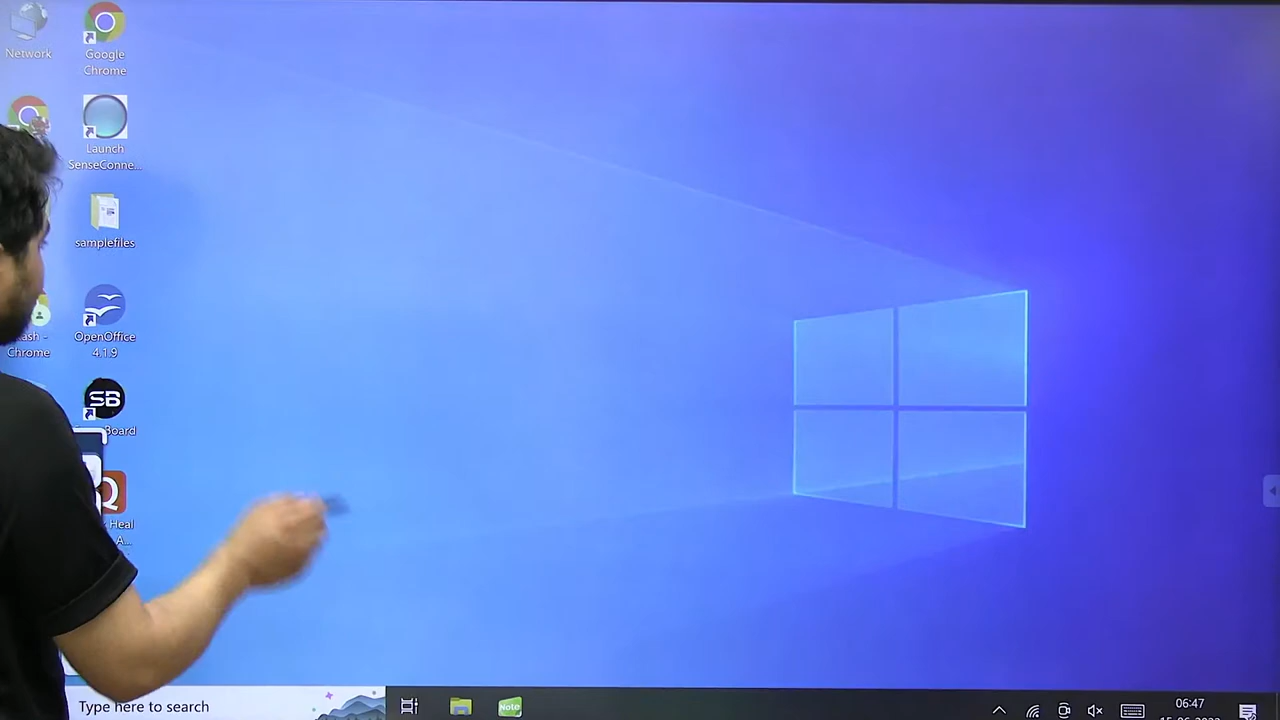 Network
Google
Chrome
Launch
SenseConne...
samplefiles
OpenOffice
4.1.9
Chrome
SB
Board
Heal
A...
Type here to search
Note
06:47